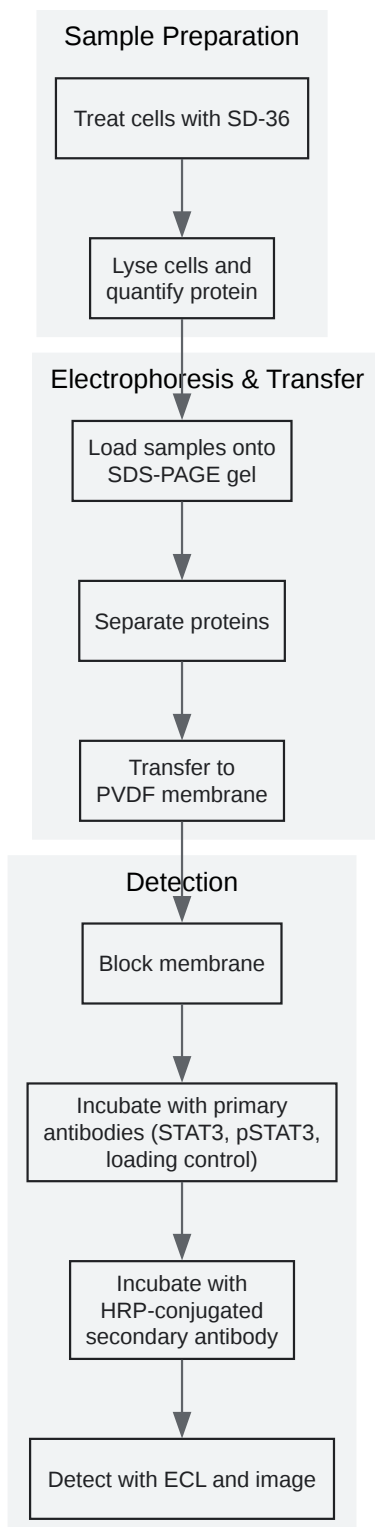 Sample Preparation
Treat cells with SD-36
Lyse cells and
quantify protein
Electrophoresis & Transfer
Load samples onto
SDS-PAGE gel
Separate proteins
Transfer to
PVDF membrane
Detection
Block membrane
Incubate with primary
antibodies (STAT3, pSTAT3,
loading control)
Incubate with
HRP-conjugated
secondary antibody
Detect with ECL and image